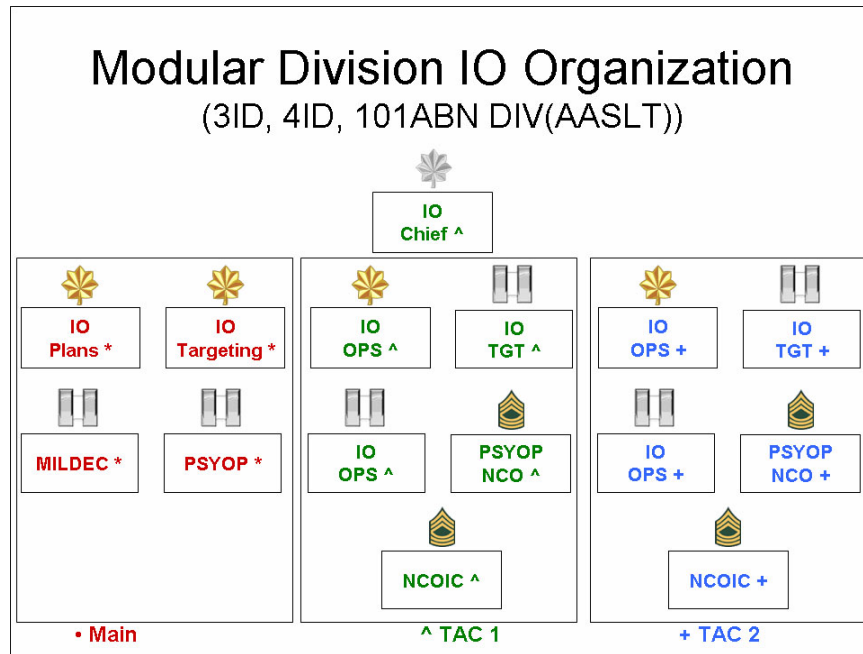 Modular Division IO Organization
(3ID, 4ID, 101ABN DIV(AASLT))
IO
Chief ^
IO
Plans *
IO
Targeting *
MILDEC *
PSYOP *
• Main
IO
OPS ^
IO
TGT ^
IO
OPS ^
PSYOP
NCO ^
NCOIC ^
^ TAC 1
IO
OPS +
IO
TGT +
IO
OPS +
PSYOP
NCO +
NCOIC +
+ TAC 2